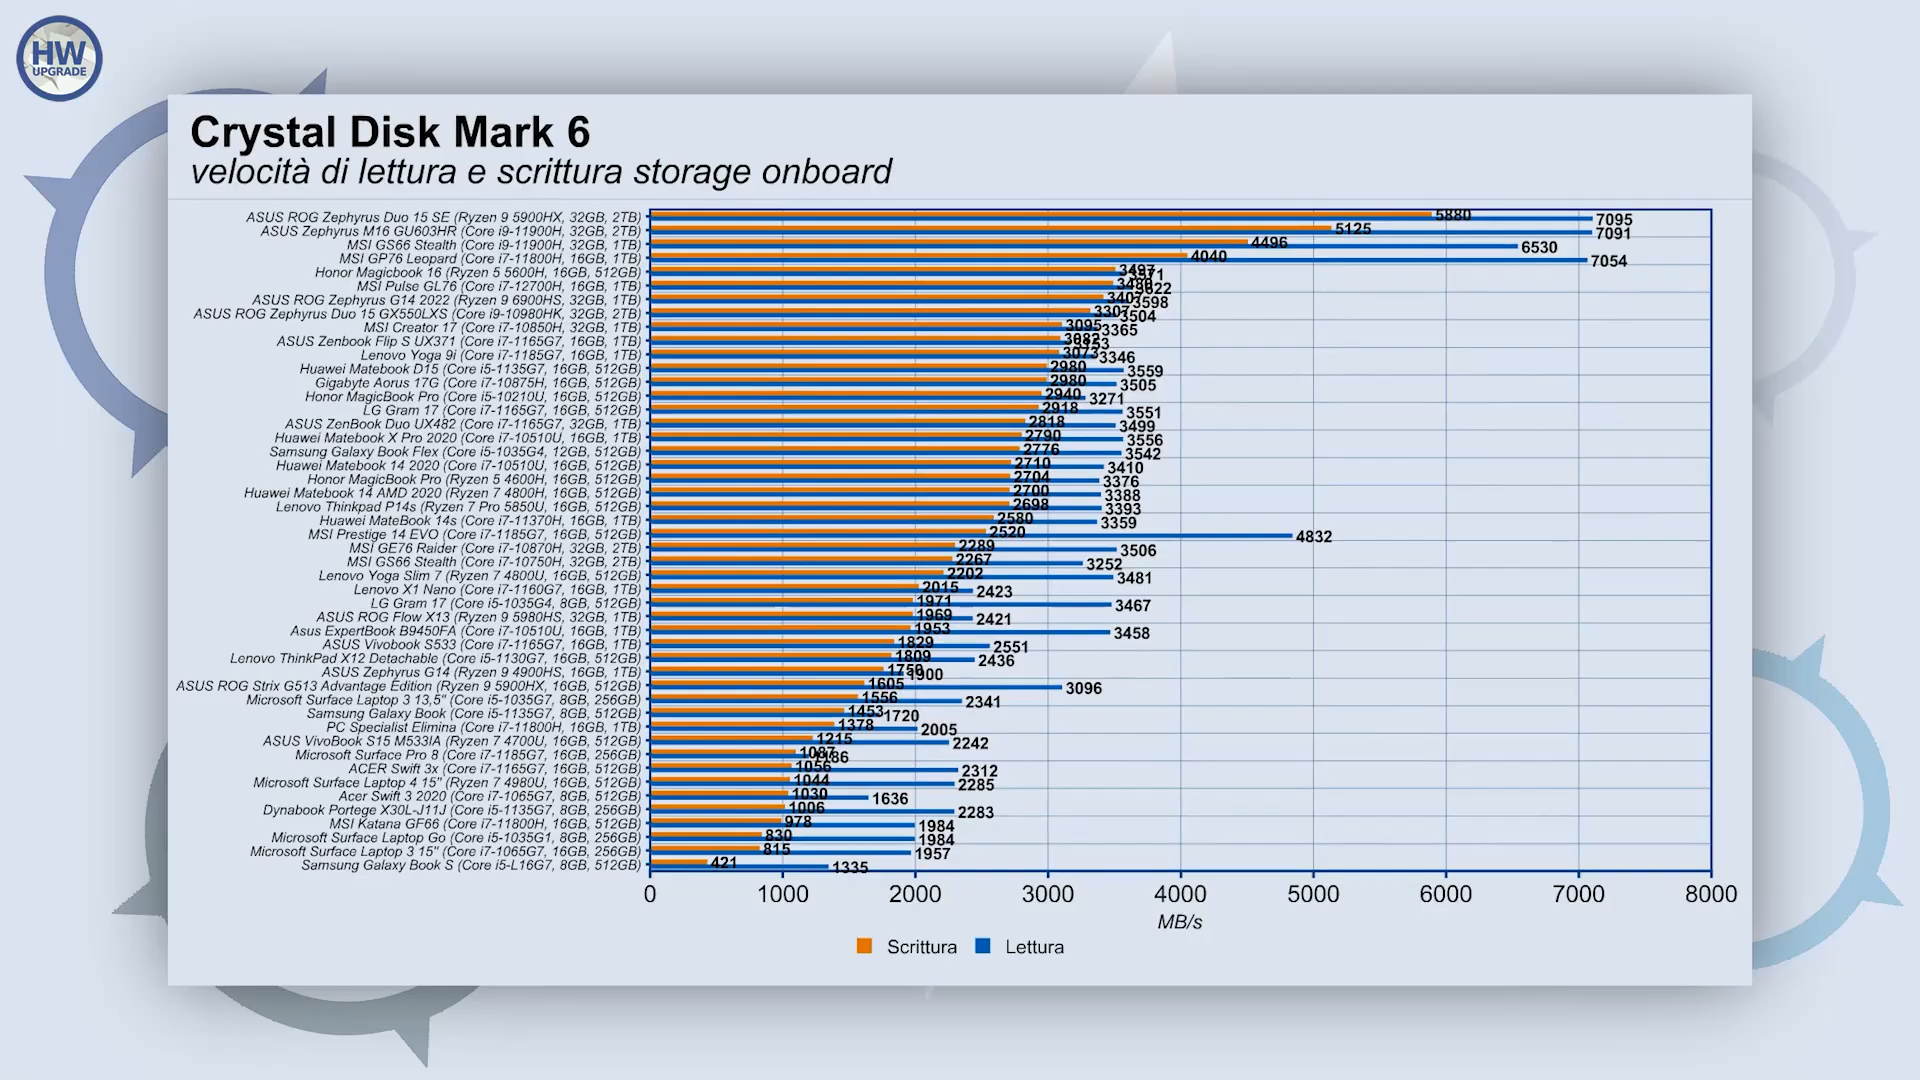 HW
UPGRADE
Crystal Disk Mark 6
velocità di lettura e scrittura storage onboard
ASUS ROG Zephyrus Duo 15 SE (Ryzen 9 5900HX, 32GB, 2TB) 5880 7095
ASUS Zephyrus M16 GU603HR (Core i9-11900H, 32GB, 2TB) 5125 7091
MSI GS66 Stealth (Core i9-11900H, 32GB, 1TB) 4496 6530
MSI GP76 Leopard (Core i7-11800H, 16GB, 1TB) 4040 7054
Honor Magicbook 16 (Ryzen 5 5600H, 16GB, 512GB) 3497
MSI Pulse GL76 (Core i7-12700H, 16GB, 1TB) 3622
ASUS ROG Zephyrus G14 2022 (Ryzen 9 6900HS, 32GB, 1TB) 3598
ASUS ROG Zephyrus Duo 15 GX550LXS (Core i9-10980HK, 32GB, 2TB) 3307 3504
MSI Creator 17 (Core i7-10850H, 32GB, 1TB) 3095 3365
ASUS Zenbook Flip S UX371 (Core i7-1165G7, 16GB, 1TB)
Lenovo Yoga 9i (Core i7-1185G7, 16GB, 1TB) 3073 3346
Huawei Matebook D15 (Core i5-1135G7, 16GB, 512GB) 2980 3559
Gigabyte Aorus 17G (Core i7-10875H, 16GB, 512GB) 2980 3505
Honor MagicBook Pro (Core i5-10210U, 16GB, 512GB) 2940 3271
LG Gram 17 (Core i7-1165G7, 16GB, 512GB) 2918 3551
ASUS ZenBook Duo UX482 (Core i7-1165G7, 32GB, 1TB) 2818 3499
Huawei Matebook X Pro 2020 (Core i7-10510U, 16GB, 1TB) 2790 3556
Samsung Galaxy Book Flex (Core i5-1035G4, 12GB, 512GB) 2776 3542
Huawei Matebook 14 2020 (Core i7-10510U, 16GB, 512GB) 2710 3410
Honor MagicBook Pro (Ryzen 5 4600H, 16GB, 512GB) 2704 3376
Huawei Matebook 14 AMD 2020 (Ryzen 7 4800H, 16GB, 512GB) 2700 3388
Lenovo Thinkpad P14s (Ryzen 7 Pro 5850U, 16GB, 512GB) 2698 3393
Huawei MateBook 14s (Core i7-11370H, 16GB, 1TB) 2580 3359
MSI Prestige 14 EVO (Core i7-1185G7, 16GB, 512GB) 2520 4832
MSI GE76 Raider (Core i7-10870H, 32GB, 2TB) 2289 3506
MSI GS66 Stealth (Core i7-10750H, 32GB, 2TB) 2267 3252
Lenovo Yoga Slim 7 (Ryzen 7 4800U, 16GB, 512GB) 2202 3481
Lenovo X1 Nano (Core i7-1160G7, 16GB, 1TB) 2015 2423
LG Gram 17 (Core i5-1035G4, 8GB, 512GB) 1971 3467
ASUS ROG Flow X13 (Ryzen 9 5980HS, 32GB, 1TB) 1969 2421
Asus ExpertBook B9450FA (Core i7-10510U, 16GB, 1TB) 1953 3458
ASUS Vivobook S533 (Core i7-1165G7, 16GB, 1TB) 1829 2551
Lenovo ThinkPad X12 Detachable (Core i5-1130G7, 16GB, 512GB) 1809 2436
ASUS Zephyrus G14 (Ryzen 9 4900HS, 16GB, 1TB) 1900
ASUS ROG Strix G513 Advantage Edition (Ryzen 9 5900HX, 16GB, 512GB) 1605 3096
Microsoft Surface Laptop 3 13,5" (Core i5-1035G7, 8GB, 256GB) 1556 2341
Samsung Galaxy Book (Core i5-1135G7, 8GB, 512GB) 1453 1720
PC Specialist Elimina (Core i7-11800H, 16GB, 1TB) 1378 2005
ASUS VivoBook S15 M533IA (Ryzen 7 4700U, 16GB, 512GB) 1215 2242
Microsoft Surface Pro 8 (Core i7-1185G7, 16GB, 256GB) 1087 1186
ACER Swift 3x (Core i7-1165G7, 16GB, 512GB) 1056 2312
Microsoft Surface Laptop 4 15" (Ryzen 7 4980U, 16GB, 512GB) 1044 2285
Acer Swift 3 2020 (Core i7-1065G7, 8GB, 512GB) 1030 1636
Dynabook Portege X30L-J11J (Core i5-1135G7, 8GB, 256GB) 1006 2283
MSI Katana GF66 (Core i7-11800H, 16GB, 512GB) 978 1984
Microsoft Surface Laptop Go (Core i5-1035G1, 8GB, 256GB) 830 1984
Microsoft Surface Laptop 3 15" (Core i7-1065G7, 16GB, 256GB) 815 1957
Samsung Galaxy Book S (Core i5-L16G7, 8GB, 512GB) 421 1335
0 1000 2000 3000 4000 5000 6000 7000 8000
MB/s
Scrittura Lettura